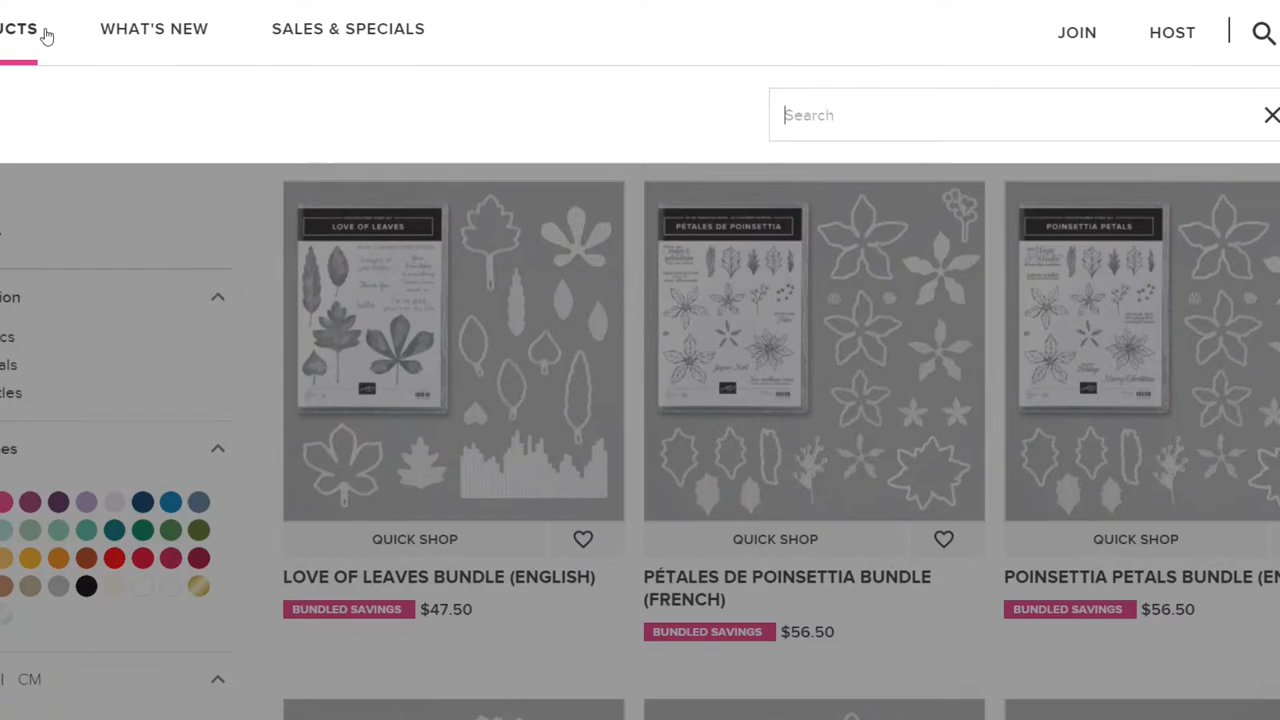 UCTS
WHAT'S NEW
SALES & SPECIALS
JOIN
HOST
Search
LOVE OF LEAVES
PÉTALES DE POINSETTIA
POINSETTIA PETALS
ion
cs
als
tles
es
CM
QUICK SHOP
QUICK SHOP
QUICK SHOP
LOVE OF LEAVES BUNDLE (ENGLISH)
BUNDLED SAVINGS $47.50
PÉTALES DE POINSETTIA BUNDLE
(FRENCH)
BUNDLED SAVINGS $56.50
POINSETTIA PETALS BUNDLE (EN
BUNDLED SAVINGS $56.50